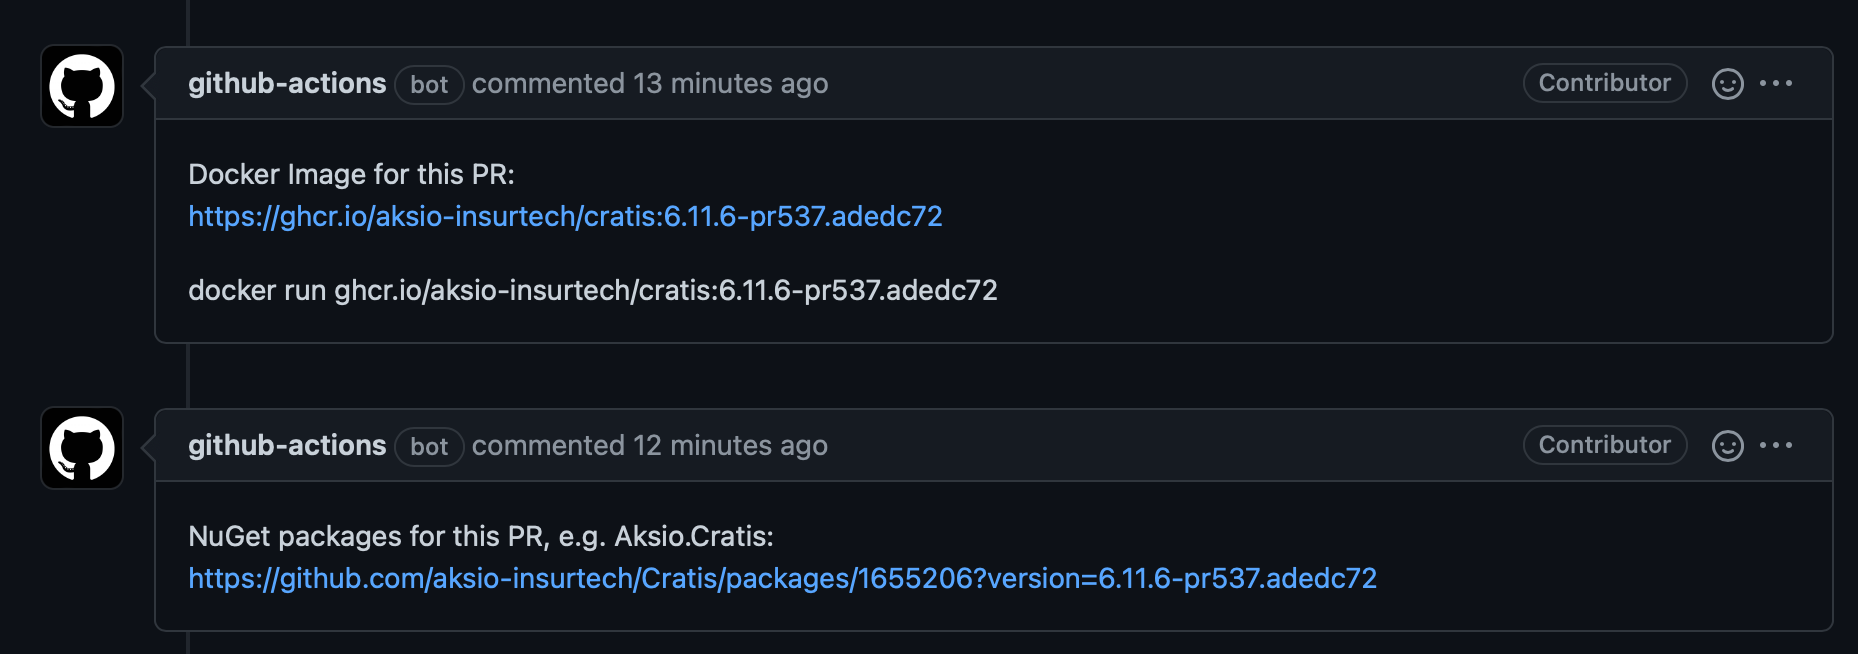 github-actions bot commented 13 minutes ago Contributor
Docker Image for this PR:
https://ghcr.io/aksio-insurtech/cratis:6.11.6-pr537.adedc72
docker run ghcr.io/aksio-insurtech/cratis:6.11.6-pr537.adedc72
github-actions bot commented 12 minutes ago Contributor
NuGet packages for this PR, e.g. Aksio.Cratis:
https://github.com/aksio-insurtech/Cratis/packages/1655206?version=6.11.6-pr537.adedc72